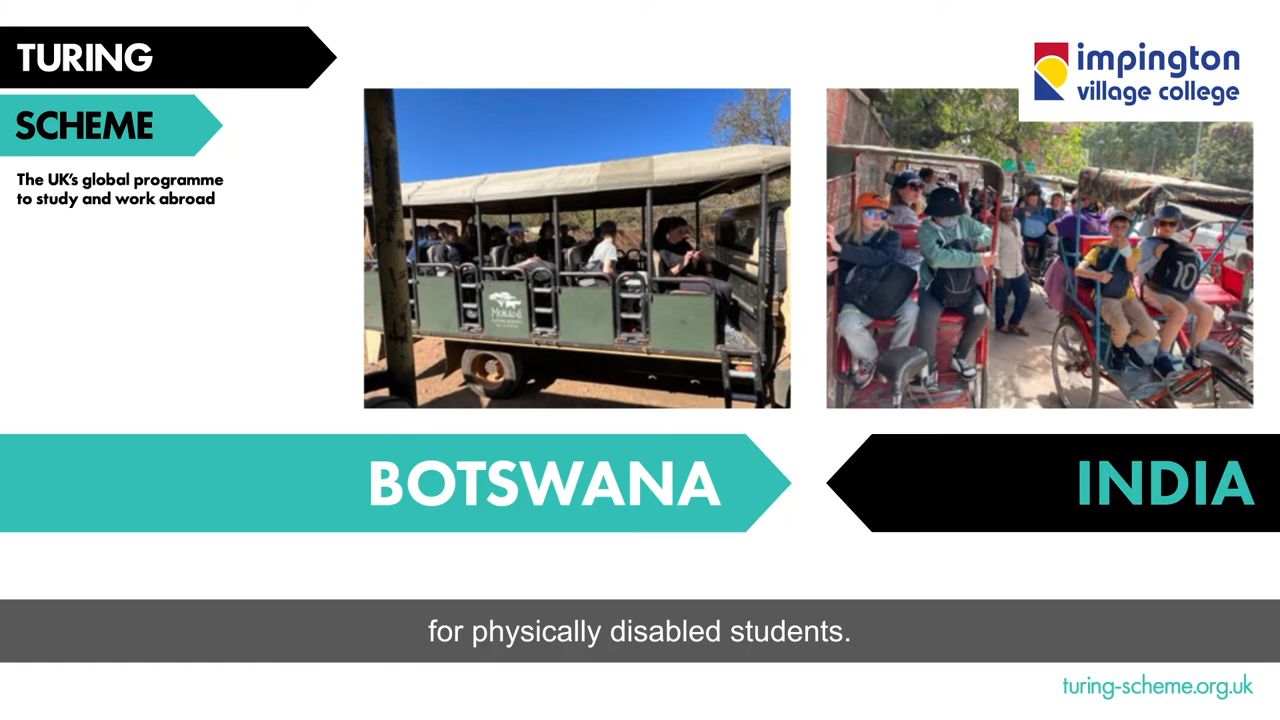 TURING
SCHEME
The UK's global programme
to study and work abroad
impington
village college
10
BOTSWANA
INDIA
for physically disabled students.
turing-scheme.org.uk